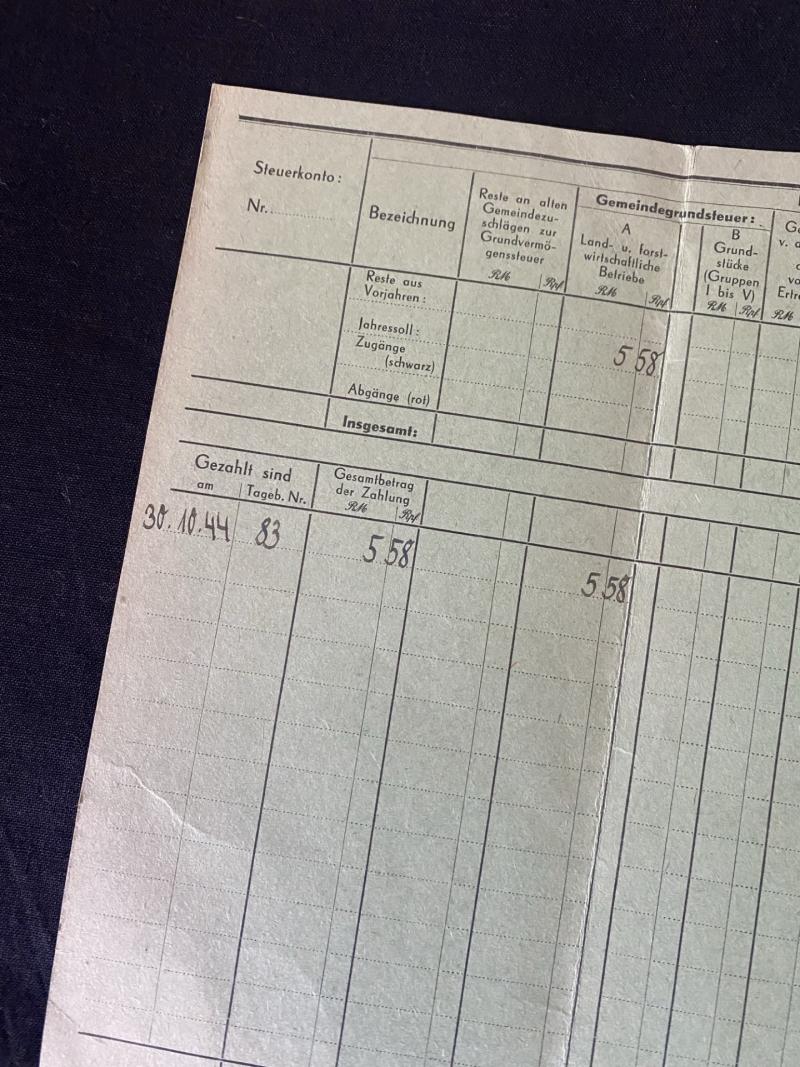 Steuerkonto:
Nr.
Bezeichnung
Reste an alten
Gemeindezu-
schlägen zur
Grundvermö-
genssteuer
RM Rpf
Gemeindegrundsteuer:
A
Land- u. forst-
wirtschaftliche
Betriebe
RM Rpf
B
Grund-
stücke
(Gruppen
I bis V)
RM Rpf
v. d
RM
Reste aus
Vorjahren:
Jahressoll:
Zugänge
(schwarz)
5 58
Abgänge (rot)
Insgesamt:
Gezahlt sind
am Tageb. Nr.
Gesamtbetrag
der Zahlung
RM Rpf
30.10.44 83 5 58 5 58